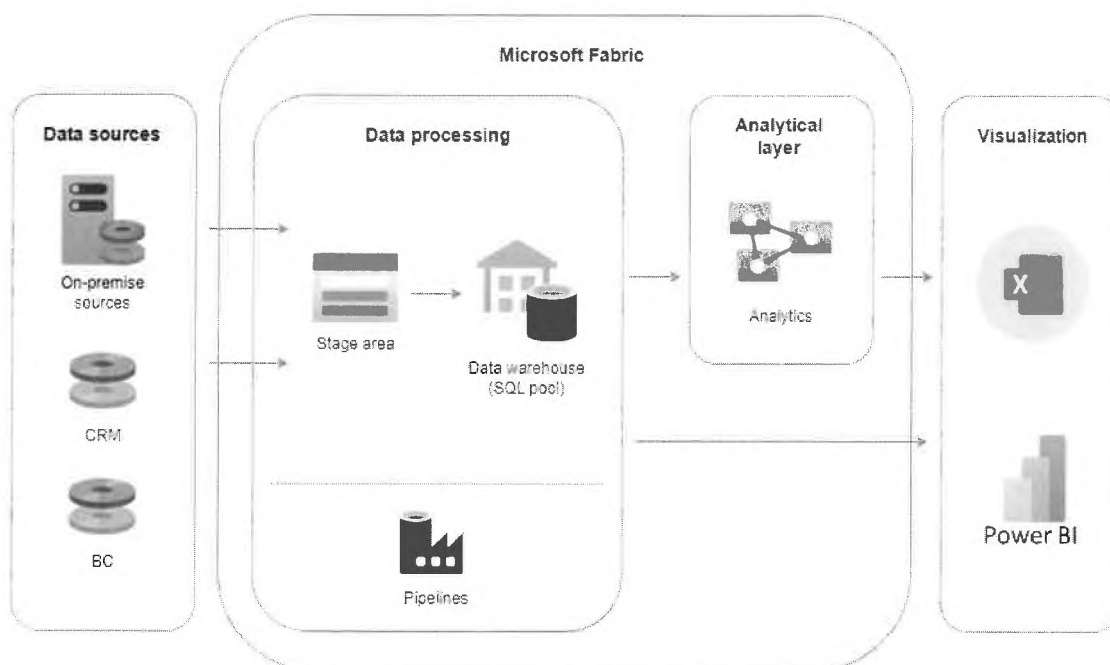 Microsoft Fabric
Data sources
On-premise
sources
CRM
BC
Data processing
Stage area
Data warehouse
(SQL pool)
Pipelines
Analytical
layer
Analytics
Visualization
X
Power BI